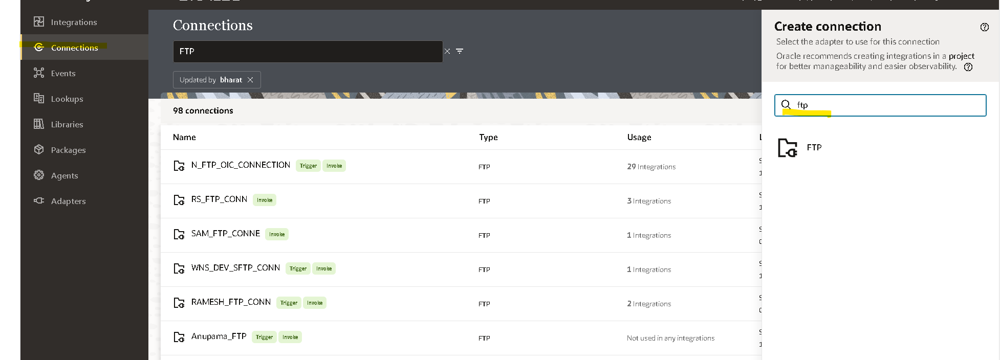 Integrations
Connections
Events
Lookups
Libraries
Packages
Agents
Adapters
Connections
FTP
Updated by bharat
98 connections
Name Type Usage
N_FTP_OIC_CONNECTION Trigger Invoke FTP 29 Integrations
RS_FTP_CONN Invoke FTP 3 Integrations
SAM_FTP_CONNE Invoke FTP 1 Integrations
WNS_DEV_SFTP_CONN Trigger Invoke FTP 1 Integrations
RAMESH_FTP_CONN Trigger Invoke FTP 2 Integrations
Anupama_FTP Trigger Invoke FTP Not used in any integrations
Create connection
Select the adapter to use for this connection
Oracle recommends creating integrations in a project
for better manageability and easier observability.
ftp
FTP